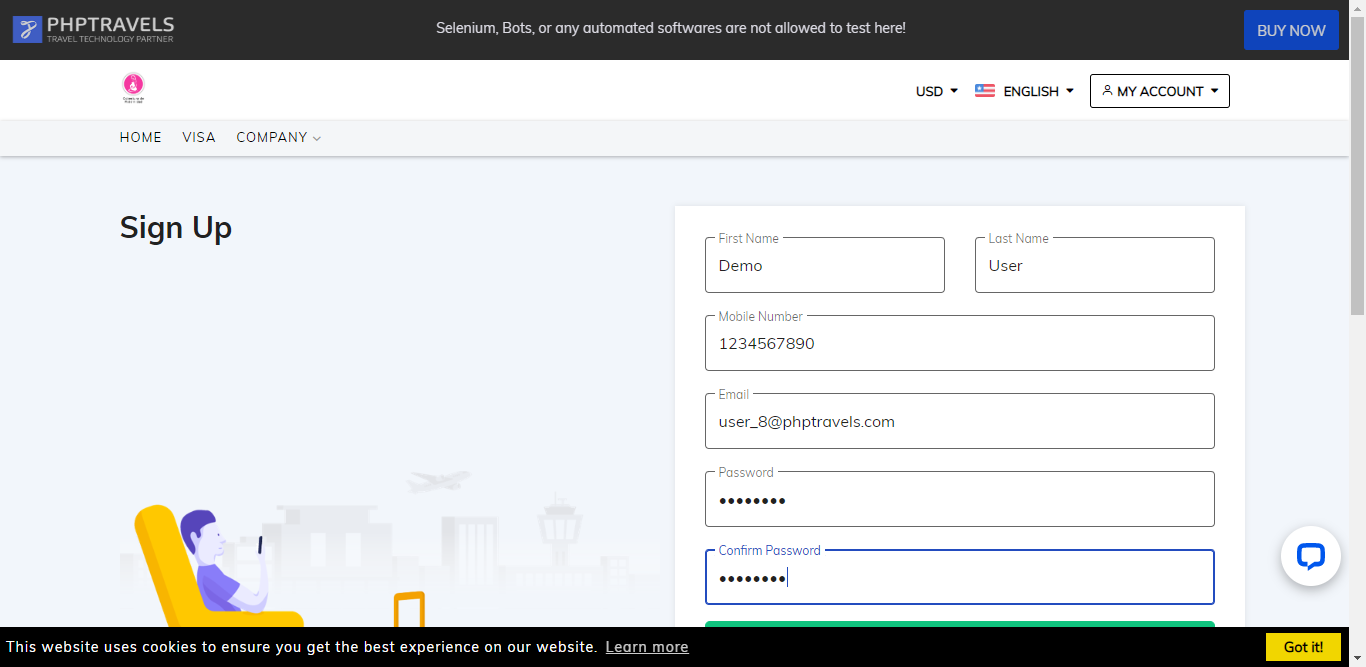 PHPTRAVELS
TRAVEL TECHNOLOGY PARTNER
Selenium, Bots, or any automated softwares are not allowed to test here!
BUY NOW
USD
ENGLISH
MY ACCOUNT
HOME VISA COMPANY
Sign Up
First Name
Demo
Last Name
User
Mobile Number
1234567890
Email
user_8@phptravels.com
Password
••••••••
Confirm Password
••••••••
This website uses cookies to ensure you get the best experience on our website. Learn more
Got it!